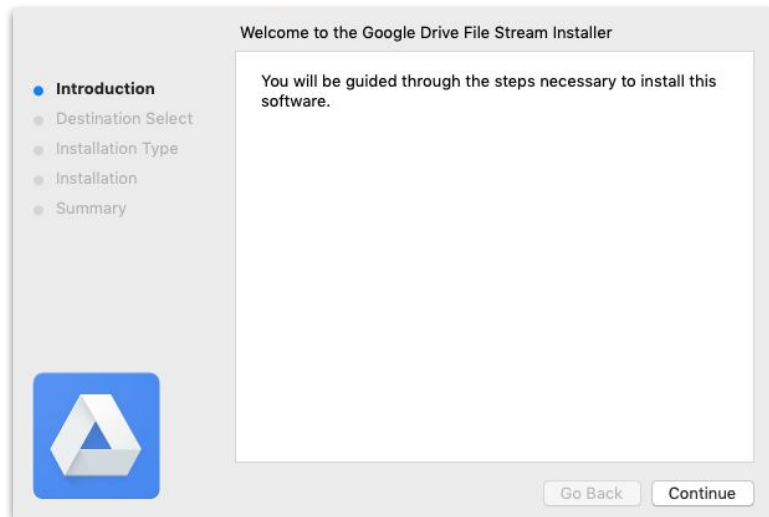 Welcome to the Google Drive File Stream Installer
Introduction
Destination Select
Installation Type
Installation
Summary
You will be guided through the steps necessary to install this
software.
Go Back
Continue